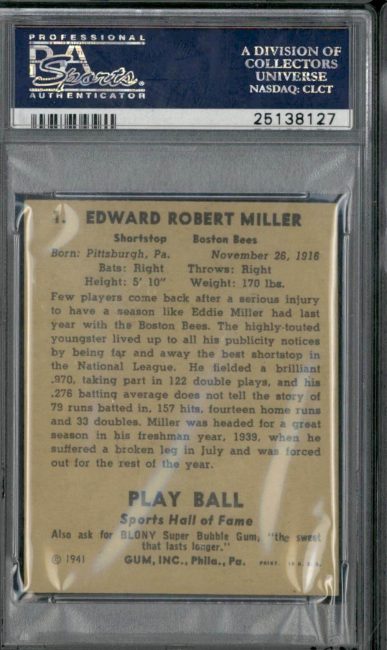 PROFESSIONAL
PSA
Sports
AUTHENTICATOR
A DIVISION OF
COLLECTORS
UNIVERSE
NASDAQ: CLCT
25138127
1. EDWARD ROBERT MILLER
Shortstop Boston Bees
Born: Pittsburgh, Pa. November 26, 1916
Bats: Right Throws: Right
Height: 5' 10" Weight: 170 lbs.
Few players come back after a serious injury
to have a season like Eddie Miller had last
year with the Boston Bees. The highly-touted
youngster lived up to all his publicity notices
by being far and away the best shortstop in
the National League. He fielded a brilliant
.970, taking part in 122 double plays, and his
.276 batting average does not tell the story of
79 runs batted in, 157 hits, fourteen home runs
and 33 doubles. Miller was headed for a great
season in his freshman year, 1939, when he
suffered a broken leg in July and was forced
out for the rest of the year.
PLAY BALL
Sports Hall of Fame
Also ask for BLONY Super Bubble Gum, "the sweet
that lasts longer."
© 1941 GUM, INC., Phila., Pa. PRINT. IN U. S. A.